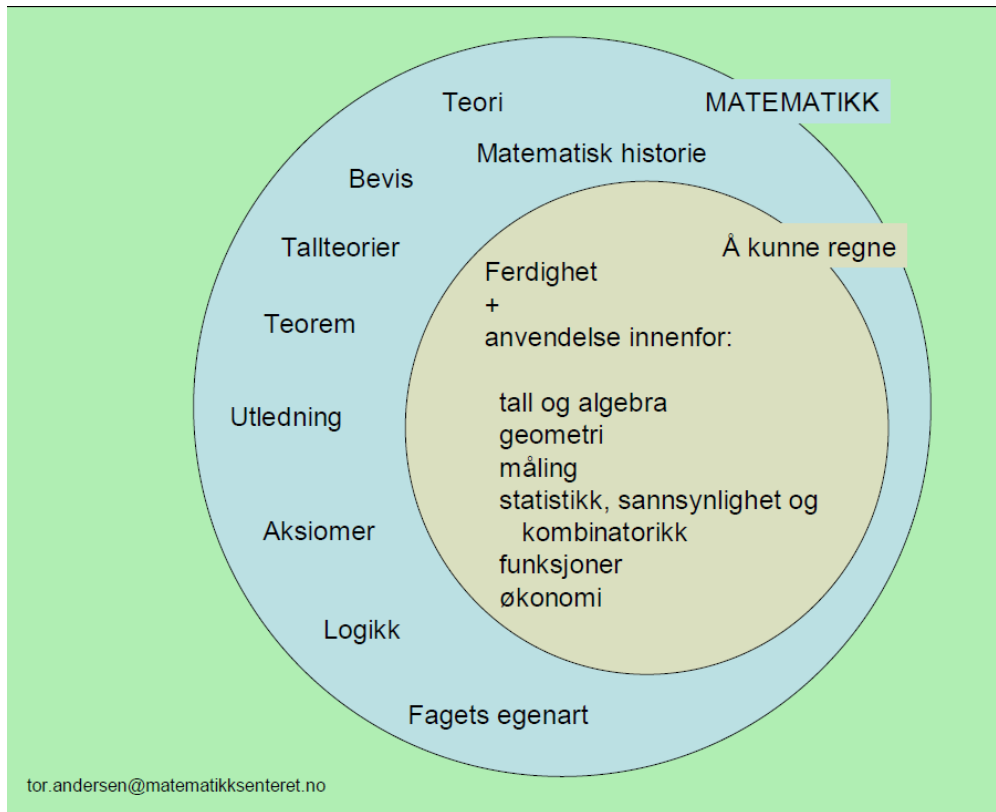 Teori
MATEMATIKK
Matematisk historie
Bevis
Tallteorier
Å kunne regne
Ferdighet
+
anvendelse innenfor:
Teorem
tall og algebra
Utledning
geometri
måling
statistikk, sannsynlighet og
kombinatorikk
Aksiomer
funksjoner
økonomi
Logikk
Fagets egenart
tor.andersen@matematikksenteret.no